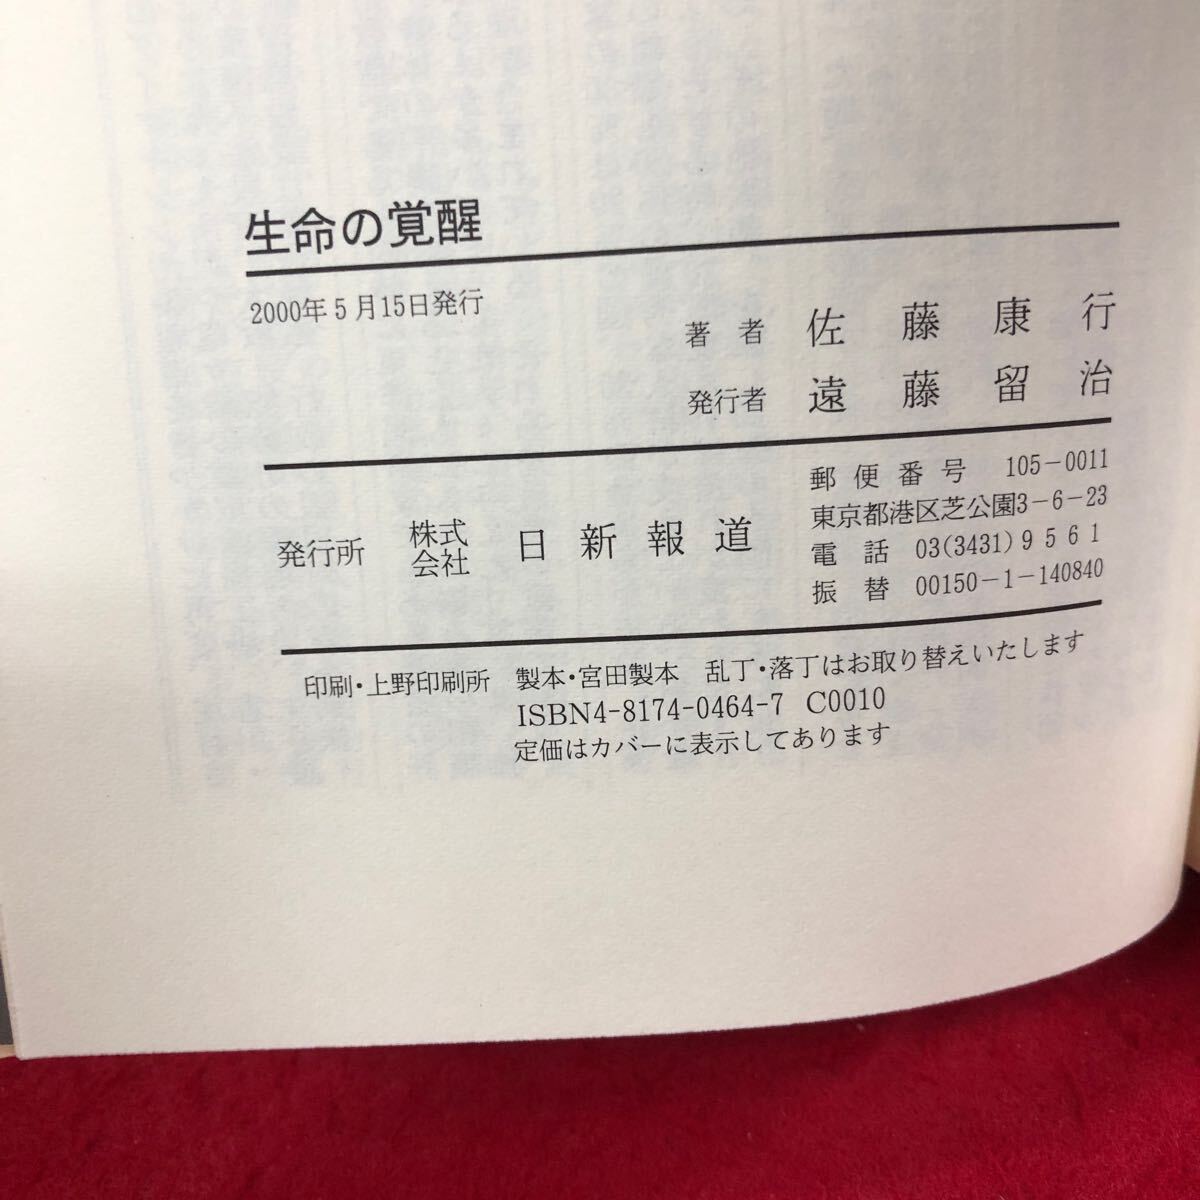 生命の覚醒
2000年5月15日発行
著者 佐藤康行
発行者 遠藤留治
発行所 株式会社 日新報道
郵便番号 105-0011
東京都港区芝公園3-6-23
電話 03(3431)9561
振替 00150-1-140840
印刷・上野印刷所 製本・宮田製本 乱丁・落丁はお取り替えいたします
ISBN4-8174-0464-7 C0010
定価はカバーに表示してあります